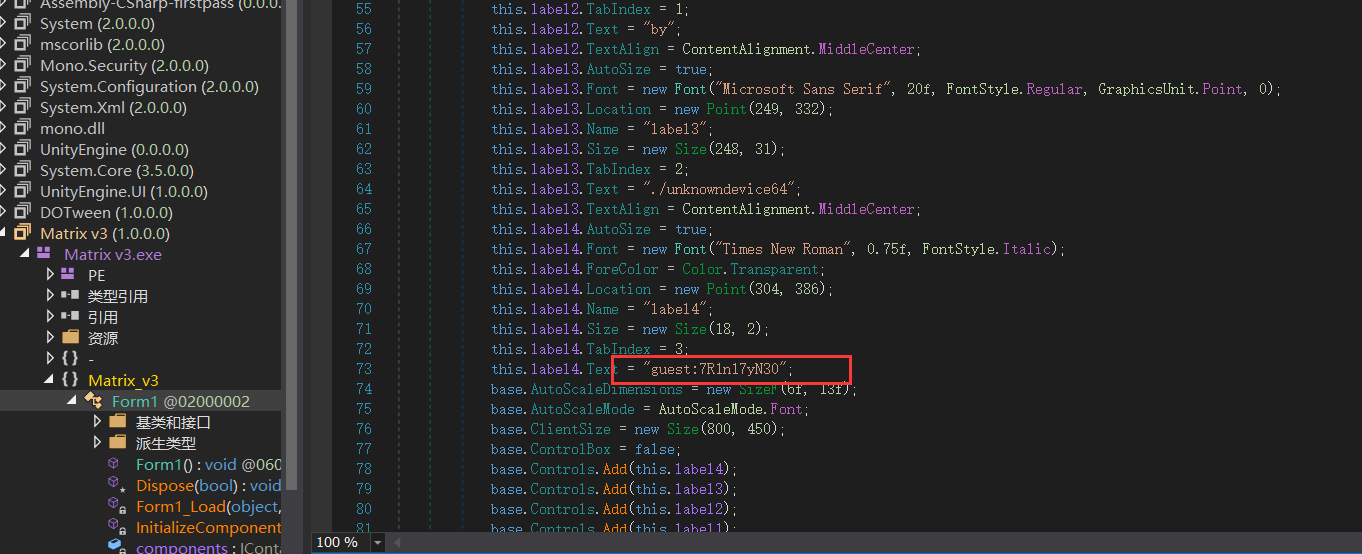 Assembly-CSharp-firstpass (0.0.0.
System (2.0.0.0)
mscorlib (2.0.0.0)
Mono.Security (2.0.0.0)
System.Configuration (2.0.0.0)
System.Xml (2.0.0.0)
mono.dll
UnityEngine (0.0.0.0)
System.Core (3.5.0.0)
UnityEngine.UI (1.0.0.0)
DOTween (1.0.0.0)
Matrix v3 (1.0.0.0)
Matrix v3.exe
PE
类型引用
引用
资源
{ } -
{ } Matrix_v3
Form1 @02000002
基类和接口
派生类型
Form1() : void @060
Dispose(bool) : void
Form1_Load(object,
InitializeComponent
components : ICont
55 this.label2.TabIndex = 1;
56 this.label2.Text = "by";
57 this.label2.TextAlign = ContentAlignment.MiddleCenter;
58 this.label3.AutoSize = true;
59 this.label3.Font = new Font("Microsoft Sans Serif", 20f, FontStyle.Regular, GraphicsUnit.Point, 0);
60 this.label3.Location = new Point(249, 332);
61 this.label3.Name = "label3";
62 this.label3.Size = new Size(248, 31);
63 this.label3.TabIndex = 2;
64 this.label3.Text = "./unknowndevice64";
65 this.label3.TextAlign = ContentAlignment.MiddleCenter;
66 this.label4.AutoSize = true;
67 this.label4.Font = new Font("Times New Roman", 0.75f, FontStyle.Italic);
68 this.label4.ForeColor = Color.Transparent;
69 this.label4.Location = new Point(304, 386);
70 this.label4.Name = "label4";
71 this.label4.Size = new Size(18, 2);
72 this.label4.TabIndex = 3;
73 this.label4.Text = "guest:7R1n17yN30";
74 base.AutoScaleDimensions = new SizeF(6f, 13f);
75 base.AutoScaleMode = AutoScaleMode.Font;
76 base.ClientSize = new Size(800, 450);
77 base.ControlBox = false;
78 base.Controls.Add(this.label4);
79 base.Controls.Add(this.label3);
80 base.Controls.Add(this.label2);
81 base.Controls.Add(this.label1);
100 %